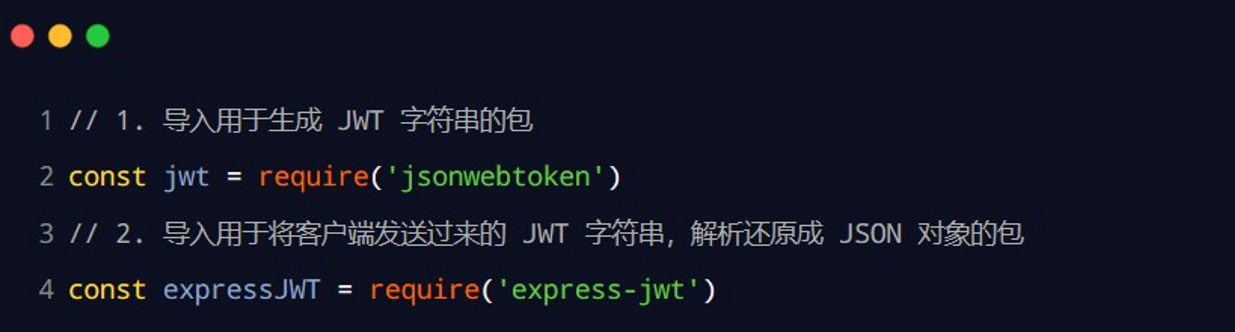 1 // 1. 导入用于生成 JWT 字符串的包
2 const jwt = require('jsonwebtoken')
3 // 2. 导入用于将客户端发送过来的 JWT 字符串，解析还原成 JSON 对象的包
4 const expressJWT = require('express-jwt')